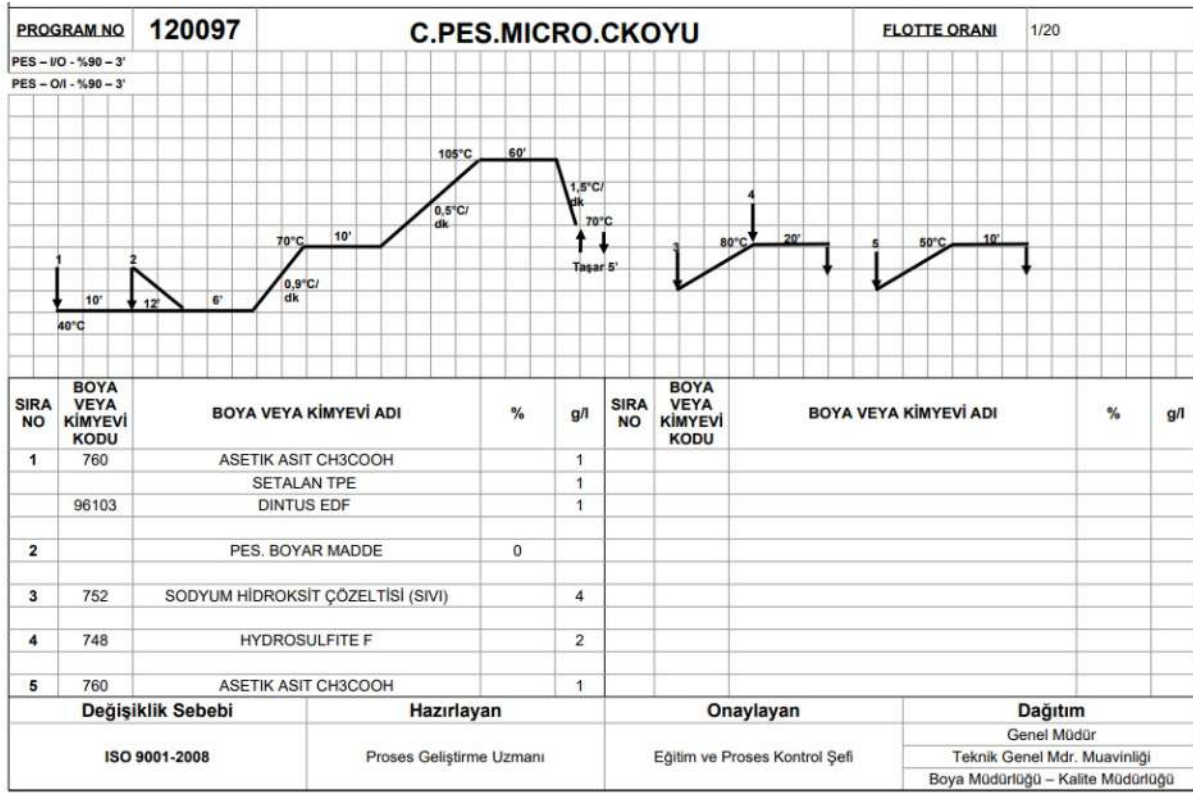 PROGRAM NO 120097 C.PES.MICRO.CKOYU FLOTTE ORANI 1/20
PES – I/O - %90 – 3'
PES – O/I - %90 – 3'
105°C 60'
1,5°C/
dk
4
0,5°C/
dk
70°C
70°C 10'
3 80°C 20' 5 50°C 10'
1 2
Taşar 5'
0,9°C/
dk
10' 12' 6'
40°C
SIRA NO BOYA VEYA KİMYEVİ KODU BOYA VEYA KİMYEVİ ADI % g/l SIRA NO BOYA VEYA KİMYEVİ KODU BOYA VEYA KİMYEVİ ADI % g/l
1 760 ASETIK ASIT CH3COOH 1
SETALAN TPE 1
96103 DINTUS EDF 1
2 PES. BOYAR MADDE 0
3 752 SODYUM HİDROKSİT ÇÖZELTİSİ (SIVI) 4
4 748 HYDROSULFITE F 2
5 760 ASETIK ASIT CH3COOH 1
Değişiklik Sebebi Hazırlayan Onaylayan Dağıtım
ISO 9001-2008 Proses Geliştirme Uzmanı Eğitim ve Proses Kontrol Şefi
Genel Müdür
Teknik Genel Mdr. Muavinliği
Boya Müdürlüğü – Kalite Müdürlüğü